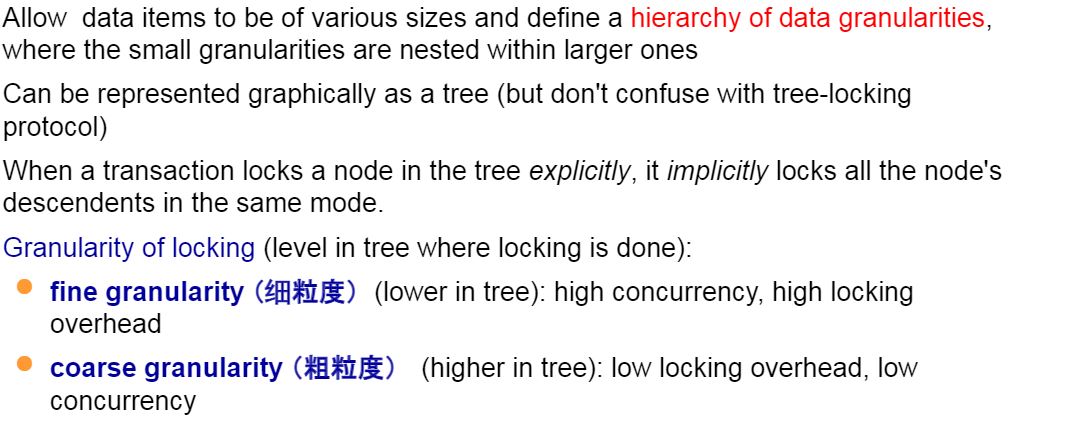 Allow  data items to be of various sizes and define a hierarchy of data granularities,
where the small granularities are nested within larger ones
Can be represented graphically as a tree (but don't confuse with tree-locking
protocol)
When a transaction locks a node in the tree explicitly, it implicitly locks all the node's
descendents in the same mode.
Granularity of locking (level in tree where locking is done):
fine granularity（细粒度）(lower in tree): high concurrency, high locking
overhead
coarse granularity（粗粒度） (higher in tree): low locking overhead, low
concurrency